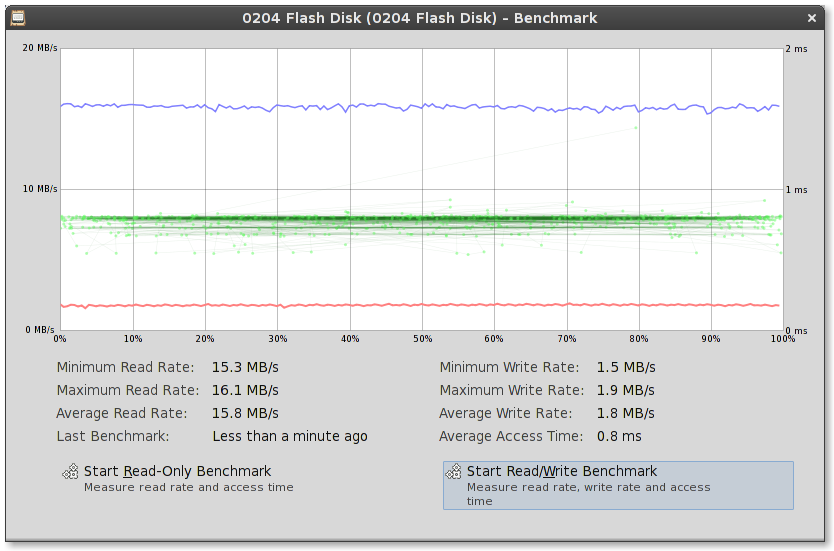 0204 Flash Disk (0204 Flash Disk) – Benchmark
20 MB/s
2 ms
10 MB/s
1 ms
0 MB/s
0 ms
0% 10% 20% 30% 40% 50% 60% 70% 80% 90% 100%
Minimum Read Rate: 15.3 MB/s
Minimum Write Rate: 1.5 MB/s
Maximum Read Rate: 16.1 MB/s
Maximum Write Rate: 1.9 MB/s
Average Read Rate: 15.8 MB/s
Average Write Rate: 1.8 MB/s
Last Benchmark: Less than a minute ago
Average Access Time: 0.8 ms
Start Read-Only Benchmark
Measure read rate and access time
Start Read/Write Benchmark
Measure read rate, write rate and access
time